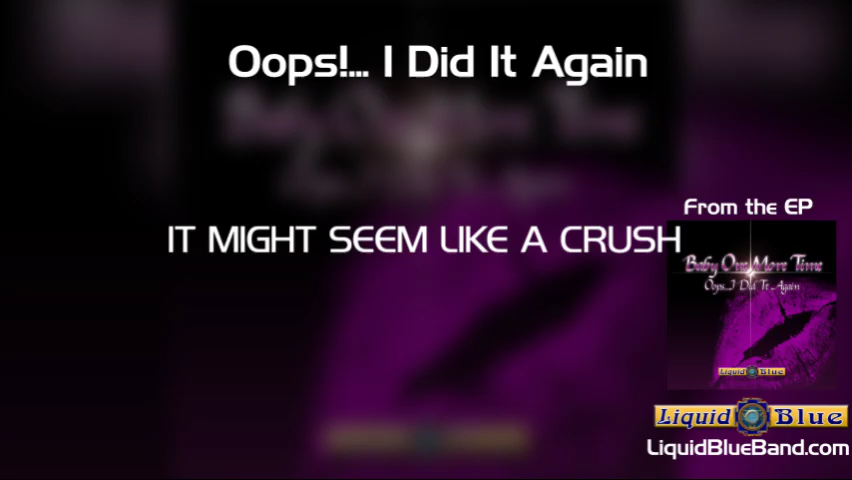 Oops!... I Did It Again
IT MIGHT SEEM LIKE A CRUSH
From the EP
Baby One More Time
Oops...I Did It Again
Liquid Blue
Liquid Blue
LiquidBlueBand.com